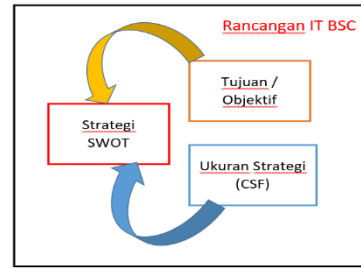 Rancangan IT BSC
Tujuan /
Objektif
Strategi
SWOT
Ukuran Strategi
(CSF)